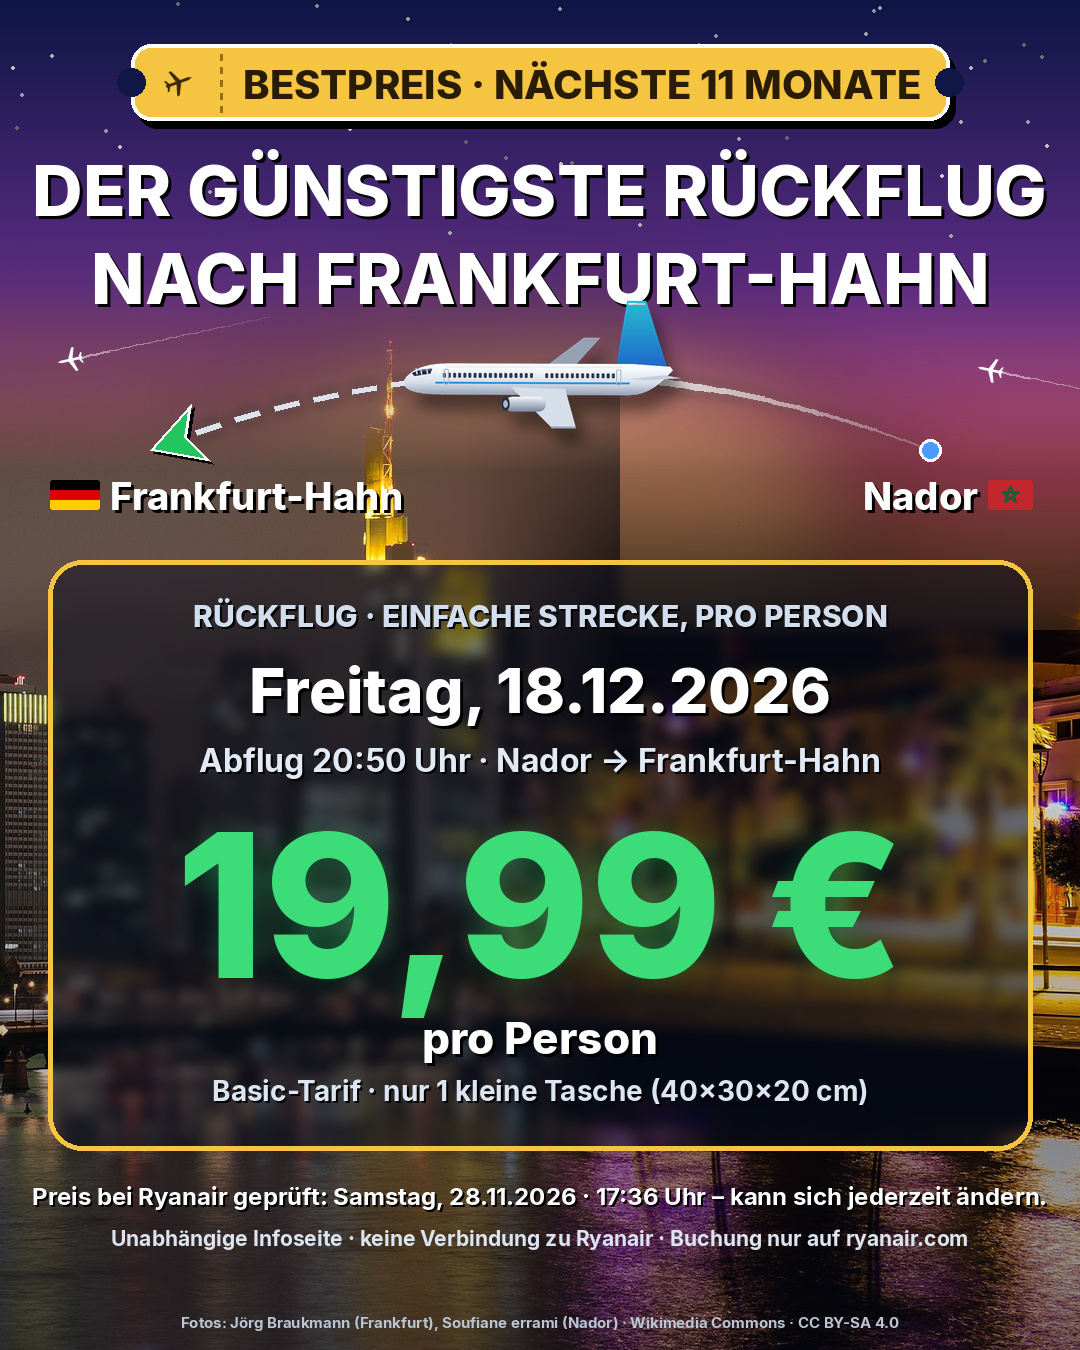 BESTPREIS · NÄCHSTE 11 MONATE
DER GÜNSTIGSTE RÜCKFLUG
NACH FRANKFURT-HAHN
Frankfurt-Hahn
Nador
RÜCKFLUG · EINFACHE STRECKE, PRO PERSON
Freitag, 18.12.2026
Abflug 20:50 Uhr · Nador → Frankfurt-Hahn
19,99 €
pro Person
Basic-Tarif · nur 1 kleine Tasche (40×30×20 cm)
Preis bei Ryanair geprüft: Samstag, 28.11.2026 · 17:36 Uhr – kann sich jederzeit ändern.
Unabhängige Infoseite · keine Verbindung zu Ryanair · Buchung nur auf ryanair.com
Fotos: Jörg Braukmann (Frankfurt), Soufiane errami (Nador) · Wikimedia Commons · CC BY-SA 4.0